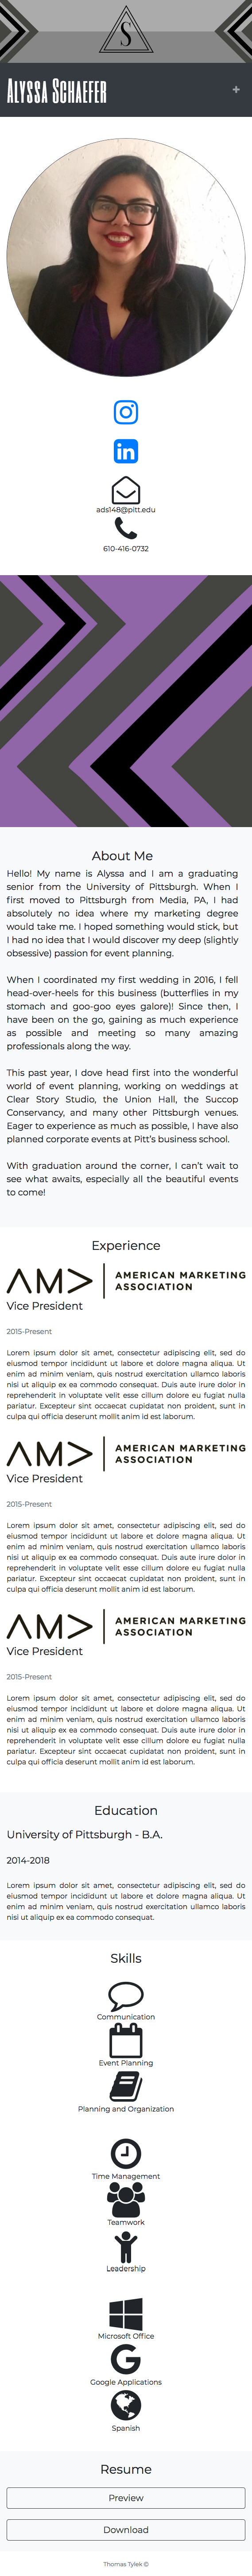 S
Alyssa Schaefer
+
in
ads148@pitt.edu
610-416-0732
About Me
Hello! My name is Alyssa and I am a graduating
senior from the University of Pittsburgh. When I
first moved to Pittsburgh from Media, PA, I had
absolutely no idea where my marketing degree
would take me. I hoped something would stick, but
I had no idea that I would discover my deep (slightly
obsessive) passion for event planning.
When I coordinated my first wedding in 2016, I fell
head-over-heels for this business (butterflies in my
stomach and goo-goo eyes galore)! Since then, I
have been on the go, gaining as much experience
as possible and meeting so many amazing
professionals along the way.
This past year, I dove head first into the wonderful
world of event planning, working on weddings at
Clear Story Studio, the Union Hall, the Succop
Conservancy, and many other Pittsburgh venues.
Eager to experience as much as possible, I have also
planned corporate events at Pitt's business school.
With graduation around the corner, I can't wait to
see what awaits, especially all the beautiful events
to come!
Experience
AMA AMERICAN MARKETING
ASSOCIATION
Vice President
2015-Present
Lorem ipsum dolor sit amet, consectetur adipiscing elit, sed do
eiusmod tempor incididunt ut labore et dolore magna aliqua. Ut
enim ad minim veniam, quis nostrud exercitation ullamco laboris
nisi ut aliquip ex ea commodo consequat. Duis aute irure dolor in
reprehenderit in voluptate velit esse cillum dolore eu fugiat nulla
pariatur. Excepteur sint occaecat cupidatat non proident, sunt in
culpa qui officia deserunt mollit anim id est laborum.
AMA AMERICAN MARKETING
ASSOCIATION
Vice President
2015-Present
Lorem ipsum dolor sit amet, consectetur adipiscing elit, sed do
eiusmod tempor incididunt ut labore et dolore magna aliqua. Ut
enim ad minim veniam, quis nostrud exercitation ullamco laboris
nisi ut aliquip ex ea commodo consequat. Duis aute irure dolor in
reprehenderit in voluptate velit esse cillum dolore eu fugiat nulla
pariatur. Excepteur sint occaecat cupidatat non proident, sunt in
culpa qui officia deserunt mollit anim id est laborum.
AMA AMERICAN MARKETING
ASSOCIATION
Vice President
2015-Present
Lorem ipsum dolor sit amet, consectetur adipiscing elit, sed do
eiusmod tempor incididunt ut labore et dolore magna aliqua. Ut
enim ad minim veniam, quis nostrud exercitation ullamco laboris
nisi ut aliquip ex ea commodo consequat. Duis aute irure dolor in
reprehenderit in voluptate velit esse cillum dolore eu fugiat nulla
pariatur. Excepteur sint occaecat cupidatat non proident, sunt in
culpa qui officia deserunt mollit anim id est laborum.
Education
University of Pittsburgh - B.A.
2014-2018
Lorem ipsum dolor sit amet, consectetur adipiscing elit, sed do
eiusmod tempor incididunt ut labore et dolore magna aliqua. Ut
enim ad minim veniam, quis nostrud exercitation ullamco laboris
nisi ut aliquip ex ea commodo consequat.
Skills
Communication
Event Planning
Planning and Organization
Time Management
Teamwork
Leadership
Microsoft Office
G
Google Applications
Spanish
Resume
Preview
Download
Thomas Tylek ©